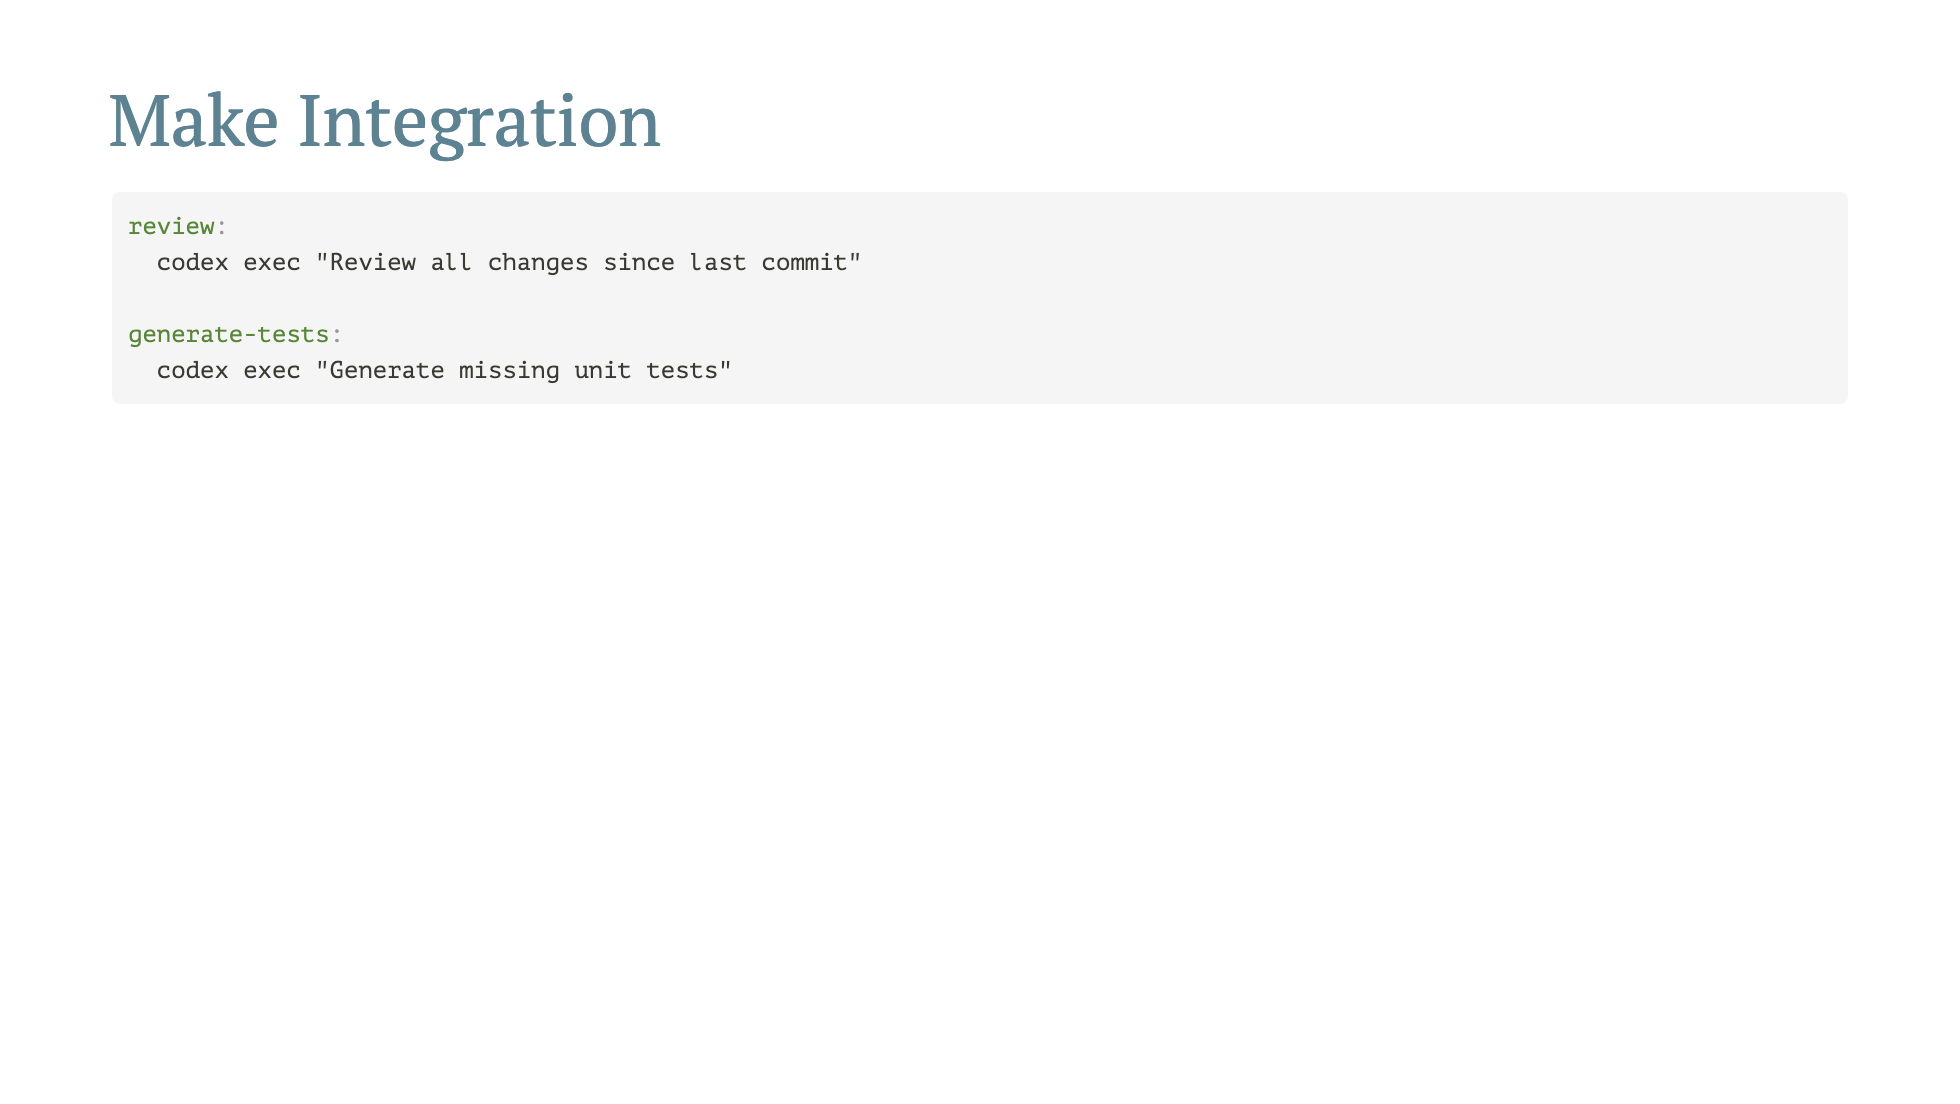 Make Integration
review:
  codex exec "Review all changes since last commit"

generate-tests:
  codex exec "Generate missing unit tests"